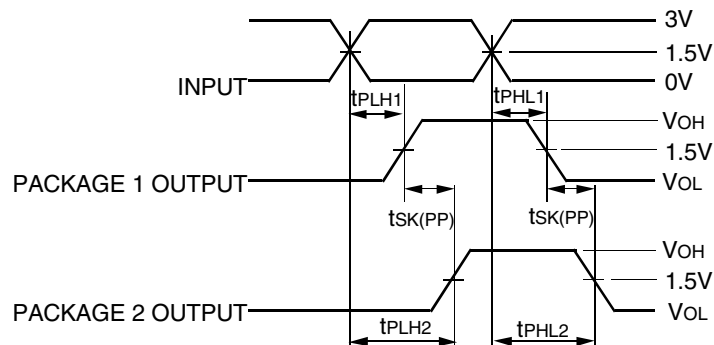 3V
1.5V
INPUT
0V
tPLH1
tPHL1
VOH
1.5V
PACKAGE 1 OUTPUT
VOL
tSK(PP)
tSK(PP)
VOH
1.5V
PACKAGE 2 OUTPUT
VOL
tPLH2
tPHL2